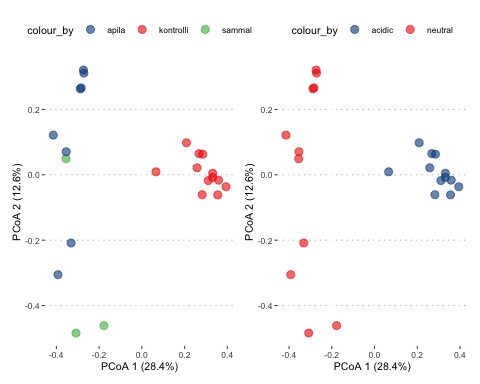 colour_by apila kontrolli sammal
0.2
0.0
-0.2
-0.4
PCoA 2 (12.6%)
-0.4 -0.2 0.0 0.2 0.4
PCoA 1 (28.4%)
colour_by acidic neutral
0.2
0.0
-0.2
-0.4
PCoA 2 (12.6%)
-0.4 -0.2 0.0 0.2 0.4
PCoA 1 (28.4%)